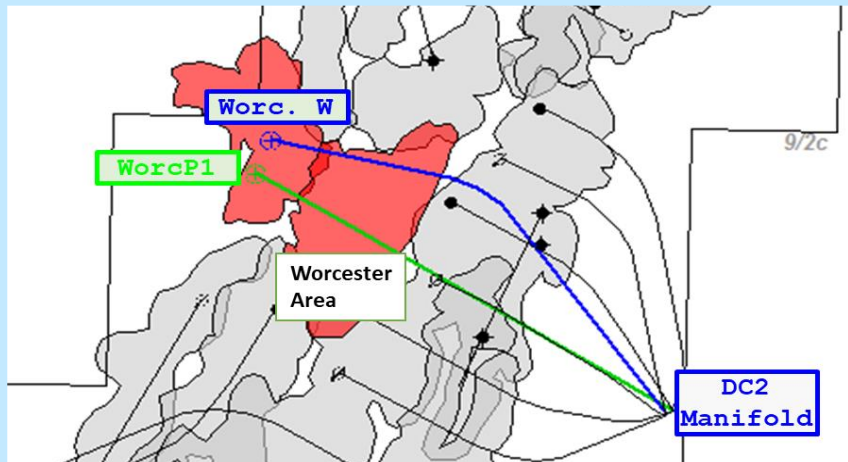 Worc. W
9/2c
WorcP1
Worcester
Area
DC2
Manifold